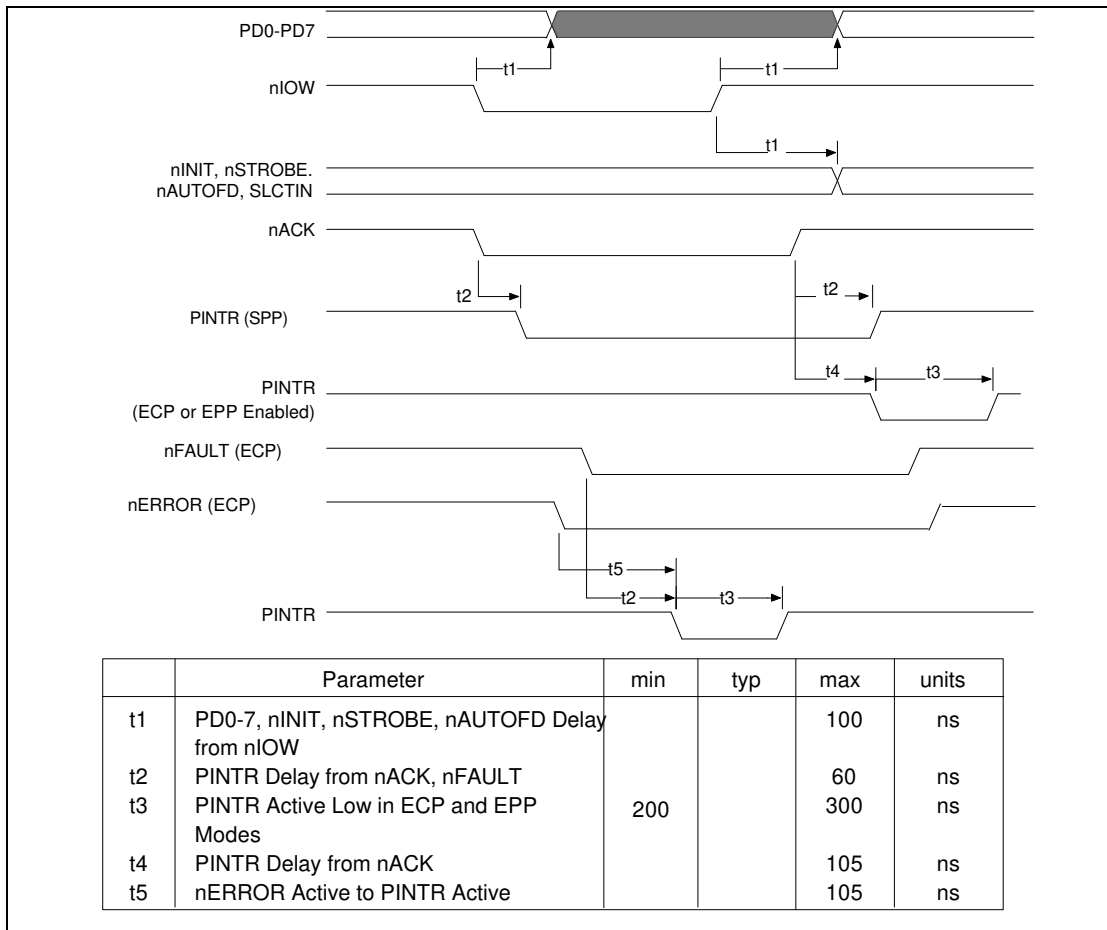 PD0-PD7
t1
t1
nIOW
t1
nINIT, nSTROBE.
nAUTOFD, SLCTIN
nACK
t2
t2
PINTR (SPP)
t4
t3
PINTR
(ECP or EPP Enabled)
nFAULT (ECP)
nERROR (ECP)
t5
t2
t3
PINTR
Parameter min typ max units
t1 PD0-7, nINIT, nSTROBE, nAUTOFD Delay 100 ns
from nIOW
t2 PINTR Delay from nACK, nFAULT 60 ns
t3 PINTR Active Low in ECP and EPP 200 300 ns
Modes
t4 PINTR Delay from nACK 105 ns
t5 nERROR Active to PINTR Active 105 ns